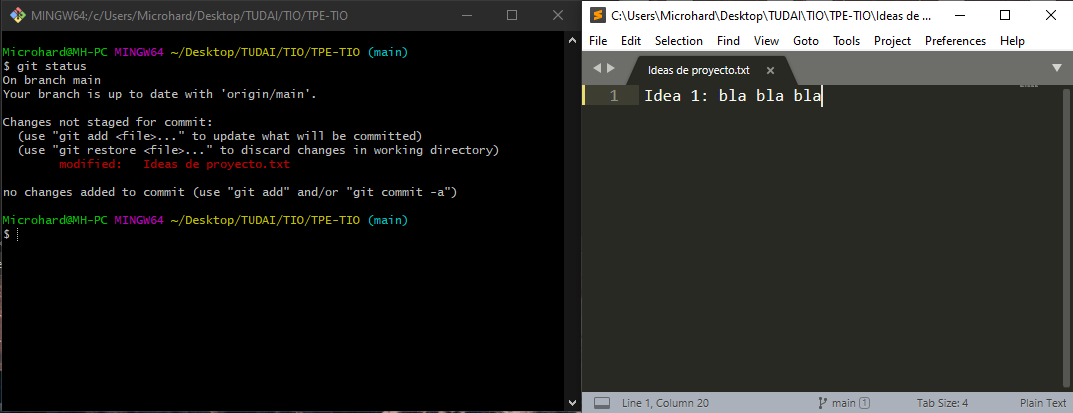 MINGW64:/c/Users/Microhard/Desktop/TUDAI/TIO/TPE-TIO
Microhard@MH-PC MINGW64 ~/Desktop/TUDAI/TIO/TPE-TIO (main)
$ git status
On branch main
Your branch is up to date with 'origin/main'.
Changes not staged for commit:
(use "git add <file>..." to update what will be committed)
(use "git restore <file>..." to discard changes in working directory)
modified: Ideas de proyecto.txt
no changes added to commit (use "git add" and/or "git commit -a")
Microhard@MH-PC MINGW64 ~/Desktop/TUDAI/TIO/TPE-TIO (main)
$
C:\Users\Microhard\Desktop\TUDAI\TIO\TPE-TIO\Ideas de ...
File Edit Selection Find View Goto Tools Project Preferences Help
Ideas de proyecto.txt
1 Idea 1: bla bla bla
Line 1, Column 20 main 1 Tab Size: 4 Plain Text